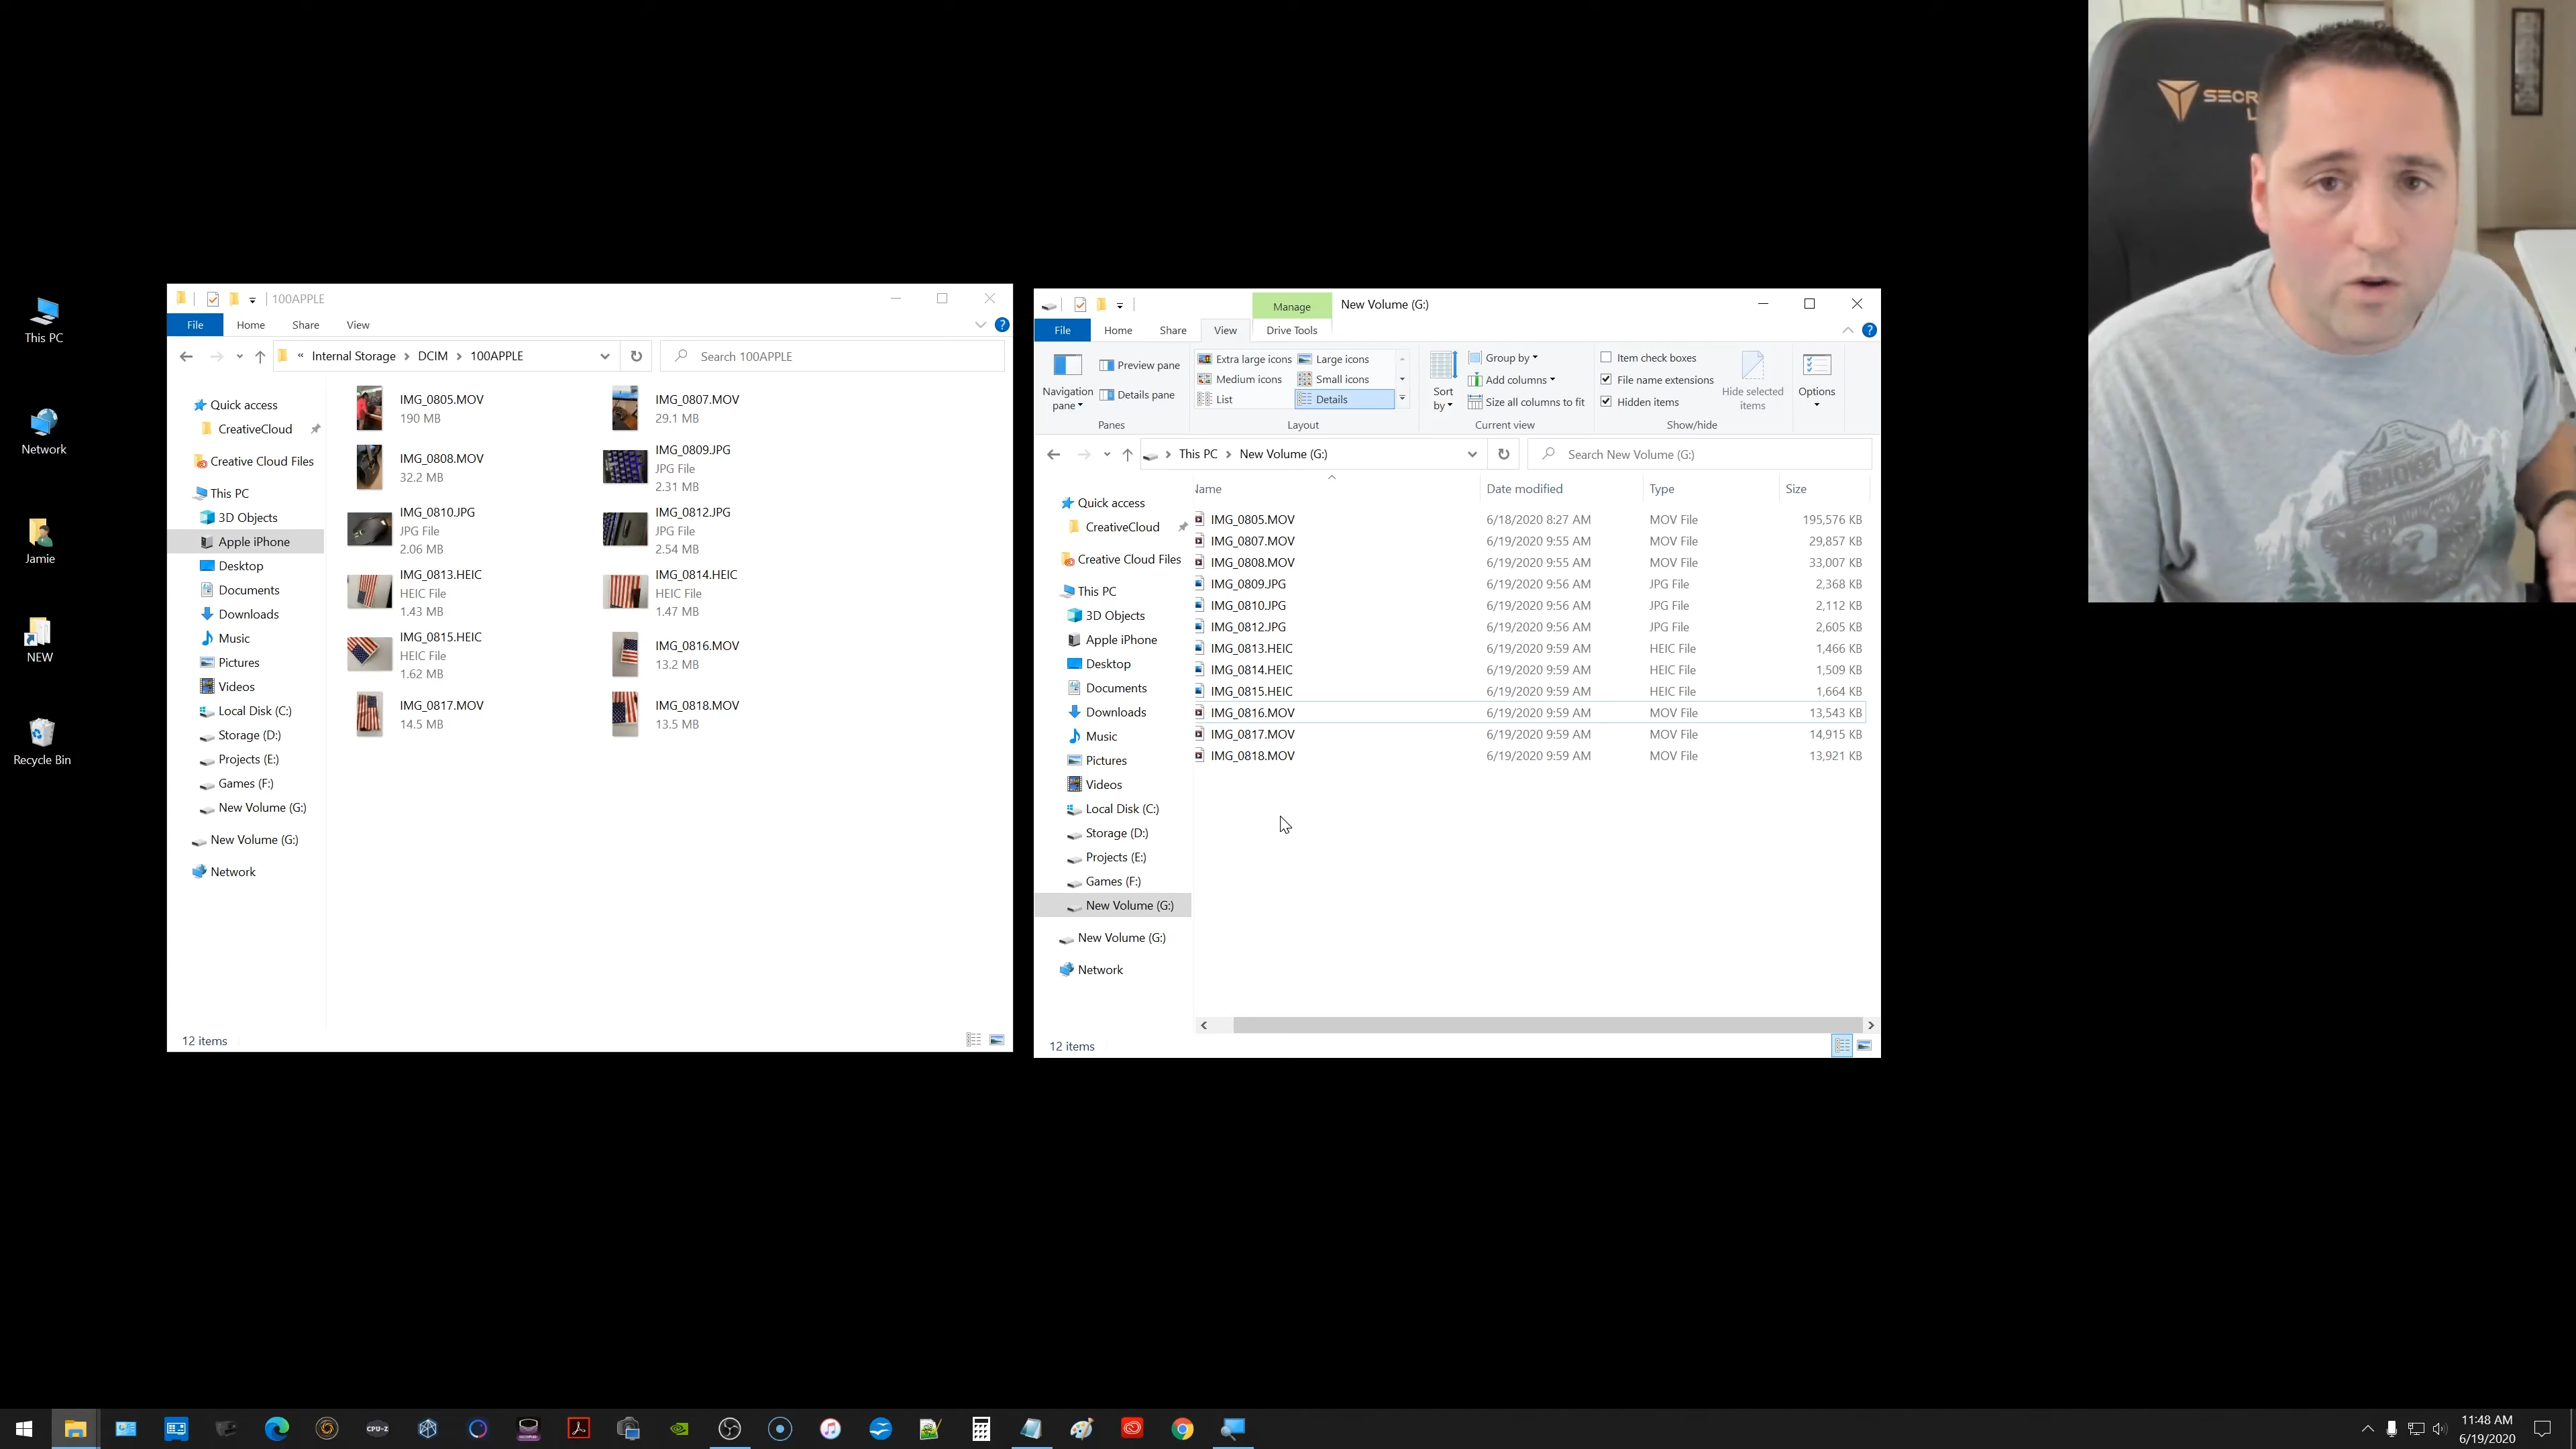 This PC
Network
Jamie
NEW
Recycle Bin
100APPLE
File Home Share View
« Internal Storage > DCIM > 100APPLE
Search 100APPLE
Quick access
CreativeCloud
Creative Cloud Files
This PC
3D Objects
Apple iPhone
Desktop
Documents
Downloads
Music
Pictures
Videos
Local Disk (C:)
Storage (D:)
Projects (E:)
Games (F:)
New Volume (G:)
New Volume (G:)
Network
IMG_0805.MOV
190 MB
IMG_0807.MOV
29.1 MB
IMG_0808.MOV
32.2 MB
IMG_0809.JPG
JPG File
2.31 MB
IMG_0810.JPG
JPG File
2.06 MB
IMG_0812.JPG
JPG File
2.54 MB
IMG_0813.HEIC
HEIC File
1.43 MB
IMG_0814.HEIC
HEIC File
1.47 MB
IMG_0815.HEIC
HEIC File
1.62 MB
IMG_0816.MOV
13.2 MB
IMG_0817.MOV
14.5 MB
IMG_0818.MOV
13.5 MB
12 items
Manage New Volume (G:)
File Home Share View Drive Tools
Navigation pane
Preview pane
Details pane
Panes
Extra large icons Large icons
Medium icons Small icons
List Details
Layout
Sort by
Group by
Add columns
Size all columns to fit
Current view
Item check boxes
File name extensions
Hidden items
Hide selected items
Show/hide
Options
This PC > New Volume (G:)
Search New Volume (G:)
Quick access
CreativeCloud
Creative Cloud Files
This PC
3D Objects
Apple iPhone
Desktop
Documents
Downloads
Music
Pictures
Videos
Local Disk (C:)
Storage (D:)
Projects (E:)
Games (F:)
New Volume (G:)
New Volume (G:)
Network
Name Date modified Type Size
IMG_0805.MOV 6/18/2020 8:27 AM MOV File 195,576 KB
IMG_0807.MOV 6/19/2020 9:55 AM MOV File 29,857 KB
IMG_0808.MOV 6/19/2020 9:55 AM MOV File 33,007 KB
IMG_0809.JPG 6/19/2020 9:56 AM JPG File 2,368 KB
IMG_0810.JPG 6/19/2020 9:56 AM JPG File 2,112 KB
IMG_0812.JPG 6/19/2020 9:56 AM JPG File 2,605 KB
IMG_0813.HEIC 6/19/2020 9:59 AM HEIC File 1,466 KB
IMG_0814.HEIC 6/19/2020 9:59 AM HEIC File 1,509 KB
IMG_0815.HEIC 6/19/2020 9:59 AM HEIC File 1,664 KB
IMG_0816.MOV 6/19/2020 9:59 AM MOV File 13,543 KB
IMG_0817.MOV 6/19/2020 9:59 AM MOV File 14,915 KB
IMG_0818.MOV 6/19/2020 9:59 AM MOV File 13,921 KB
12 items
SECR
L
SMOKEY
CPU-Z
11:48 AM
6/19/2020